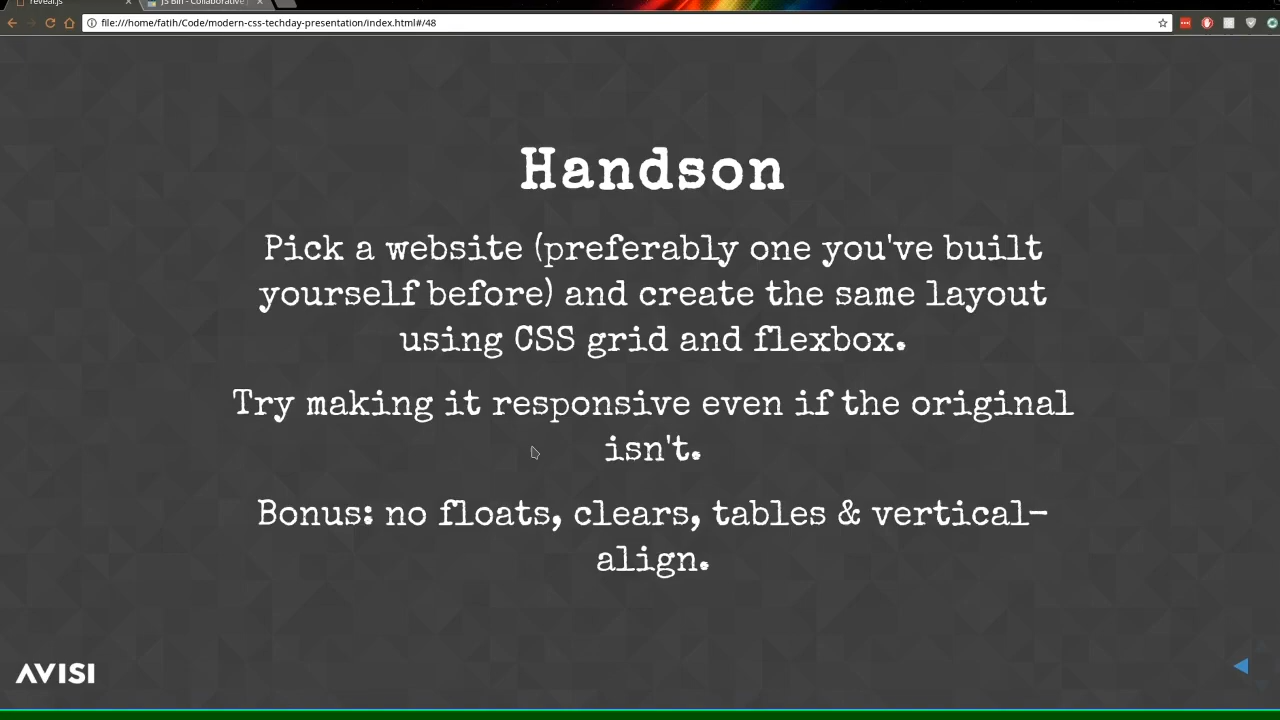 reveal.js
JS Bin - Collaborative
file:///home/fatih/Code/modern-css-techday-presentation/index.html#/48
Handson
Pick a website (preferably one you've built
yourself before) and create the same layout
using CSS grid and flexbox.
Try making it responsive even if the original
isn't.
Bonus: no floats, clears, tables & vertical-
align.
AVISI